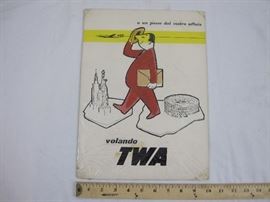 a un passo dal vostro ufficio
volando
TWA